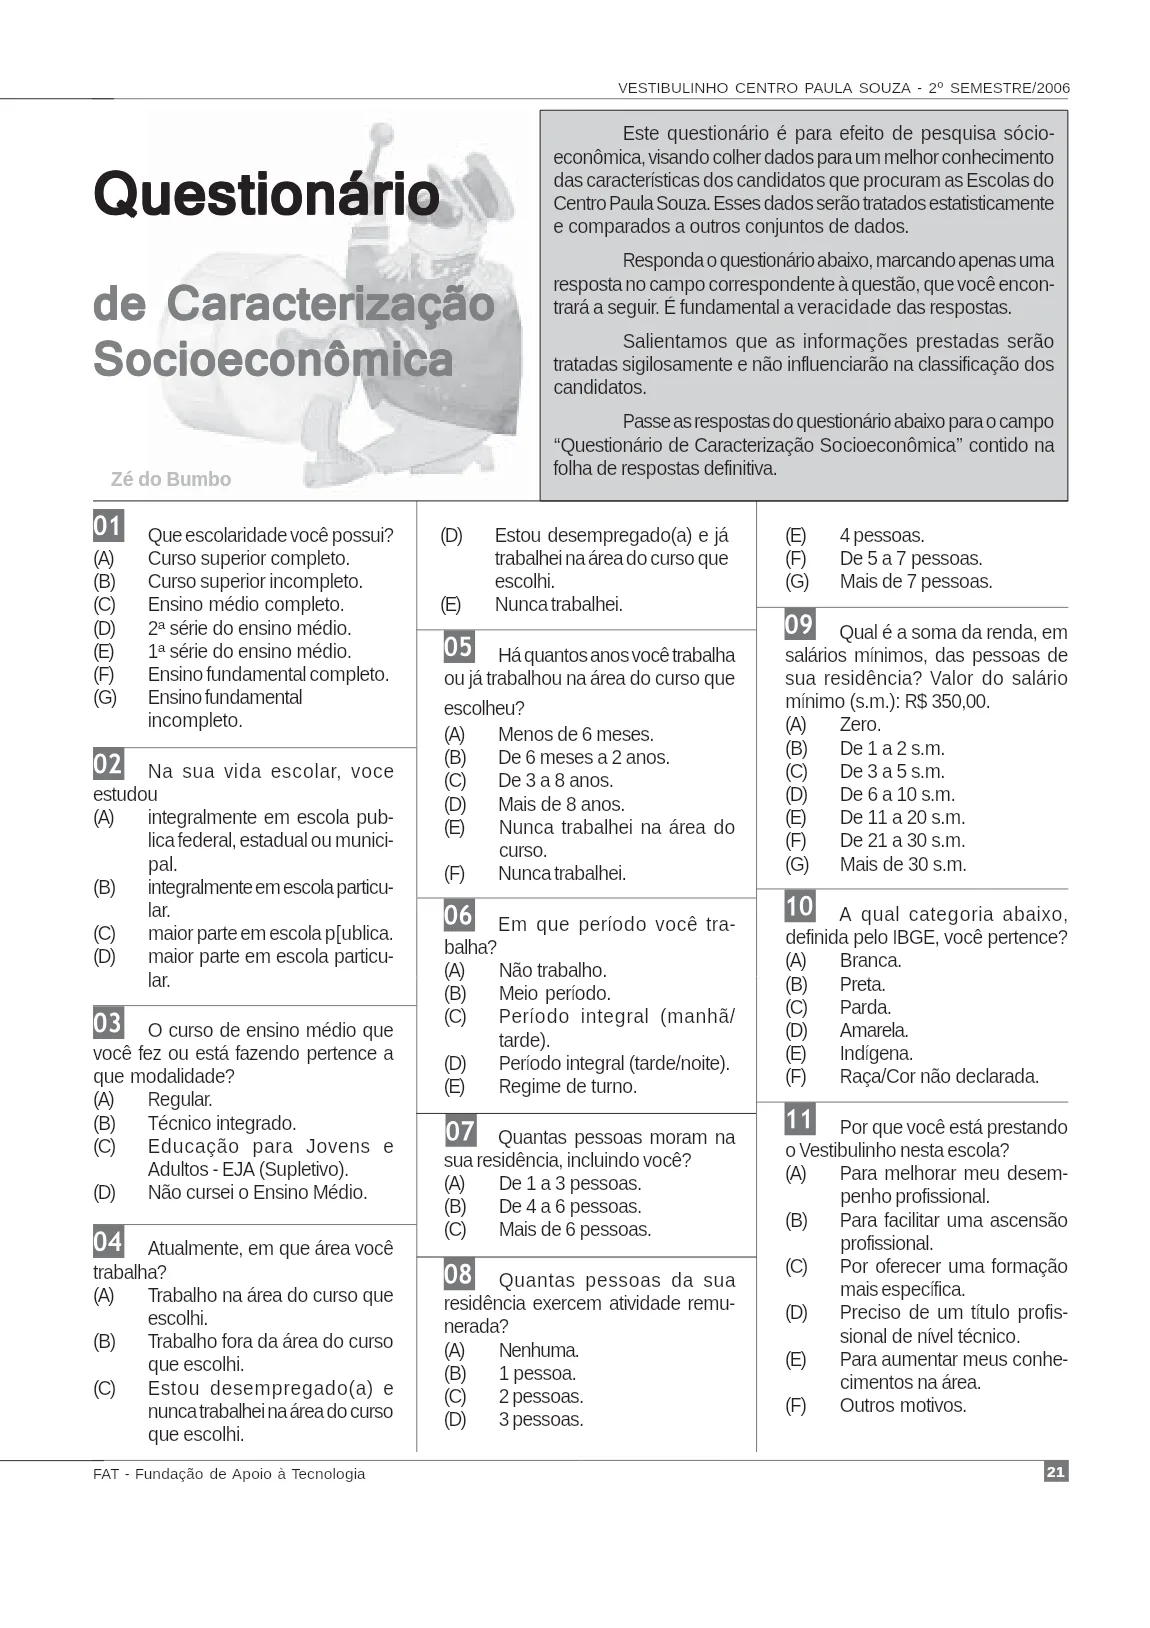 VESTIBULINHO CENTRO PAULA SOUZA - 2º SEMESTRE/2006
Questionário
de Caracterização
Socioeconômica
Zé do Bumbo
Este questionário é para efeito de pesquisa sócio-
econômica, visando colher dados para um melhor conhecimento
das características dos candidatos que procuram as Escolas do
Centro Paula Souza. Esses dados serão tratados estatisticamente
e comparados a outros conjuntos de dados.
Responda o questionário abaixo, marcando apenas uma
resposta no campo correspondente à questão, que você encon-
trará a seguir. É fundamental a veracidade das respostas.
Salientamos que as informações prestadas serão
tratadas sigilosamente e não influenciarão na classificação dos
candidatos.
Passe as respostas do questionário abaixo para o campo
“Questionário de Caracterização Socioeconômica” contido na
folha de respostas definitiva.
01 Que escolaridade você possui?
(A) Curso superior completo.
(B) Curso superior incompleto.
(C) Ensino médio completo.
(D) 2ª série do ensino médio.
(E) 1ª série do ensino médio.
(F) Ensino fundamental completo.
(G) Ensino fundamental
incompleto.
02 Na sua vida escolar, voce
estudou
(A) integralmente em escola pub-
lica federal, estadual ou munici-
pal.
(B) integralmente em escola particu-
lar.
(C) maior parte em escola p[ublica.
(D) maior parte em escola particu-
lar.
03 O curso de ensino médio que
você fez ou está fazendo pertence a
que modalidade?
(A) Regular.
(B) Técnico integrado.
(C) Educação para Jovens e
Adultos - EJA (Supletivo).
(D) Não cursei o Ensino Médio.
04 Atualmente, em que área você
trabalha?
(A) Trabalho na área do curso que
escolhi.
(B) Trabalho fora da área do curso
que escolhi.
(C) Estou desempregado(a) e
nunca trabalhei na área do curso
que escolhi.
(D) Estou desempregado(a) e já
trabalhei na área do curso que
escolhi.
(E) Nunca trabalhei.
05 Há quantos anos você trabalha
ou já trabalhou na área do curso que
escolheu?
(A) Menos de 6 meses.
(B) De 6 meses a 2 anos.
(C) De 3 a 8 anos.
(D) Mais de 8 anos.
(E) Nunca trabalhei na área do
curso.
(F) Nunca trabalhei.
06 Em que período você tra-
balha?
(A) Não trabalho.
(B) Meio período.
(C) Período integral (manhã/
tarde).
(D) Período integral (tarde/noite).
(E) Regime de turno.
07 Quantas pessoas moram na
sua residência, incluindo você?
(A) De 1 a 3 pessoas.
(B) De 4 a 6 pessoas.
(C) Mais de 6 pessoas.
08 Quantas pessoas da sua
residência exercem atividade remu-
nerada?
(A) Nenhuma.
(B) 1 pessoa.
(C) 2 pessoas.
(D) 3 pessoas.
(E) 4 pessoas.
(F) De 5 a 7 pessoas.
(G) Mais de 7 pessoas.
09 Qual é a soma da renda, em
salários mínimos, das pessoas de
sua residência? Valor do salário
mínimo (s.m.): R$ 350,00.
(A) Zero.
(B) De 1 a 2 s.m.
(C) De 3 a 5 s.m.
(D) De 6 a 10 s.m.
(E) De 11 a 20 s.m.
(F) De 21 a 30 s.m.
(G) Mais de 30 s.m.
10 A qual categoria abaixo,
definida pelo IBGE, você pertence?
(A) Branca.
(B) Preta.
(C) Parda.
(D) Amarela.
(E) Indígena.
(F) Raça/Cor não declarada.
11 Por que você está prestando
o Vestibulinho nesta escola?
(A) Para melhorar meu desem-
penho profissional.
(B) Para facilitar uma ascensão
profissional.
(C) Por oferecer uma formação
mais específica.
(D) Preciso de um título profis-
sional de nível técnico.
(E) Para aumentar meus conhe-
cimentos na área.
(F) Outros motivos.
FAT - Fundação de Apoio à Tecnologia
21